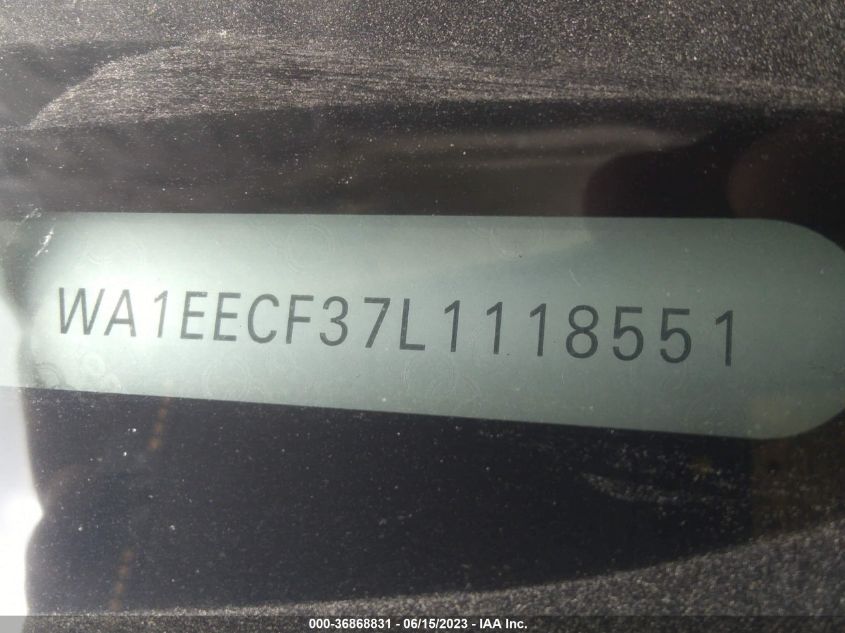 WA1EECF37L1118551
000-36868831 - 06/15/2023 - IAA Inc.